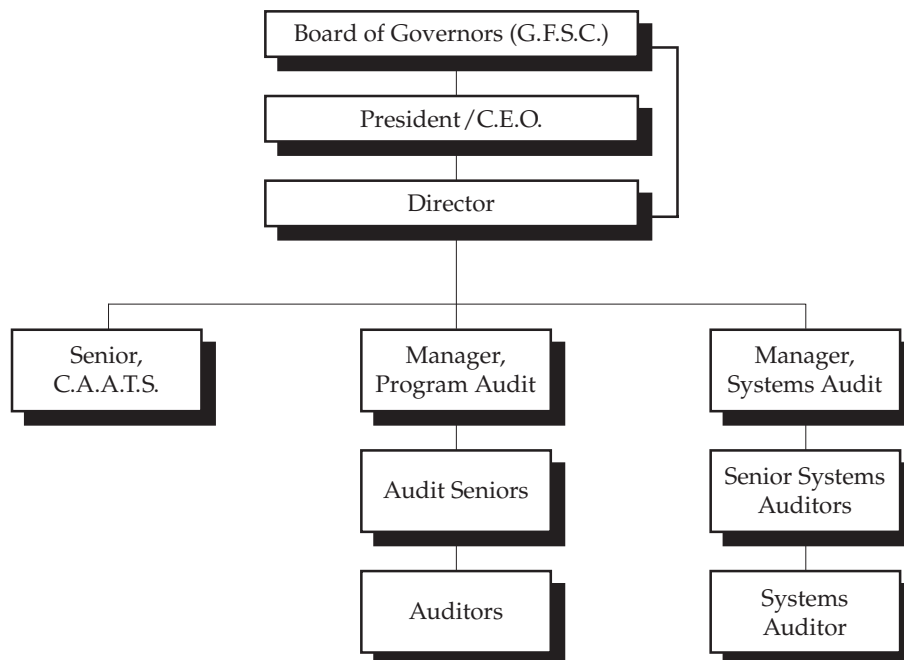 Board of Governors (G.F.S.C.)
President/C.E.O.
Director
Senior,
C.A.A.T.S.
Manager,
Program Audit
Manager,
Systems Audit
Audit Seniors
Senior Systems
Auditors
Auditors
Systems
Auditor